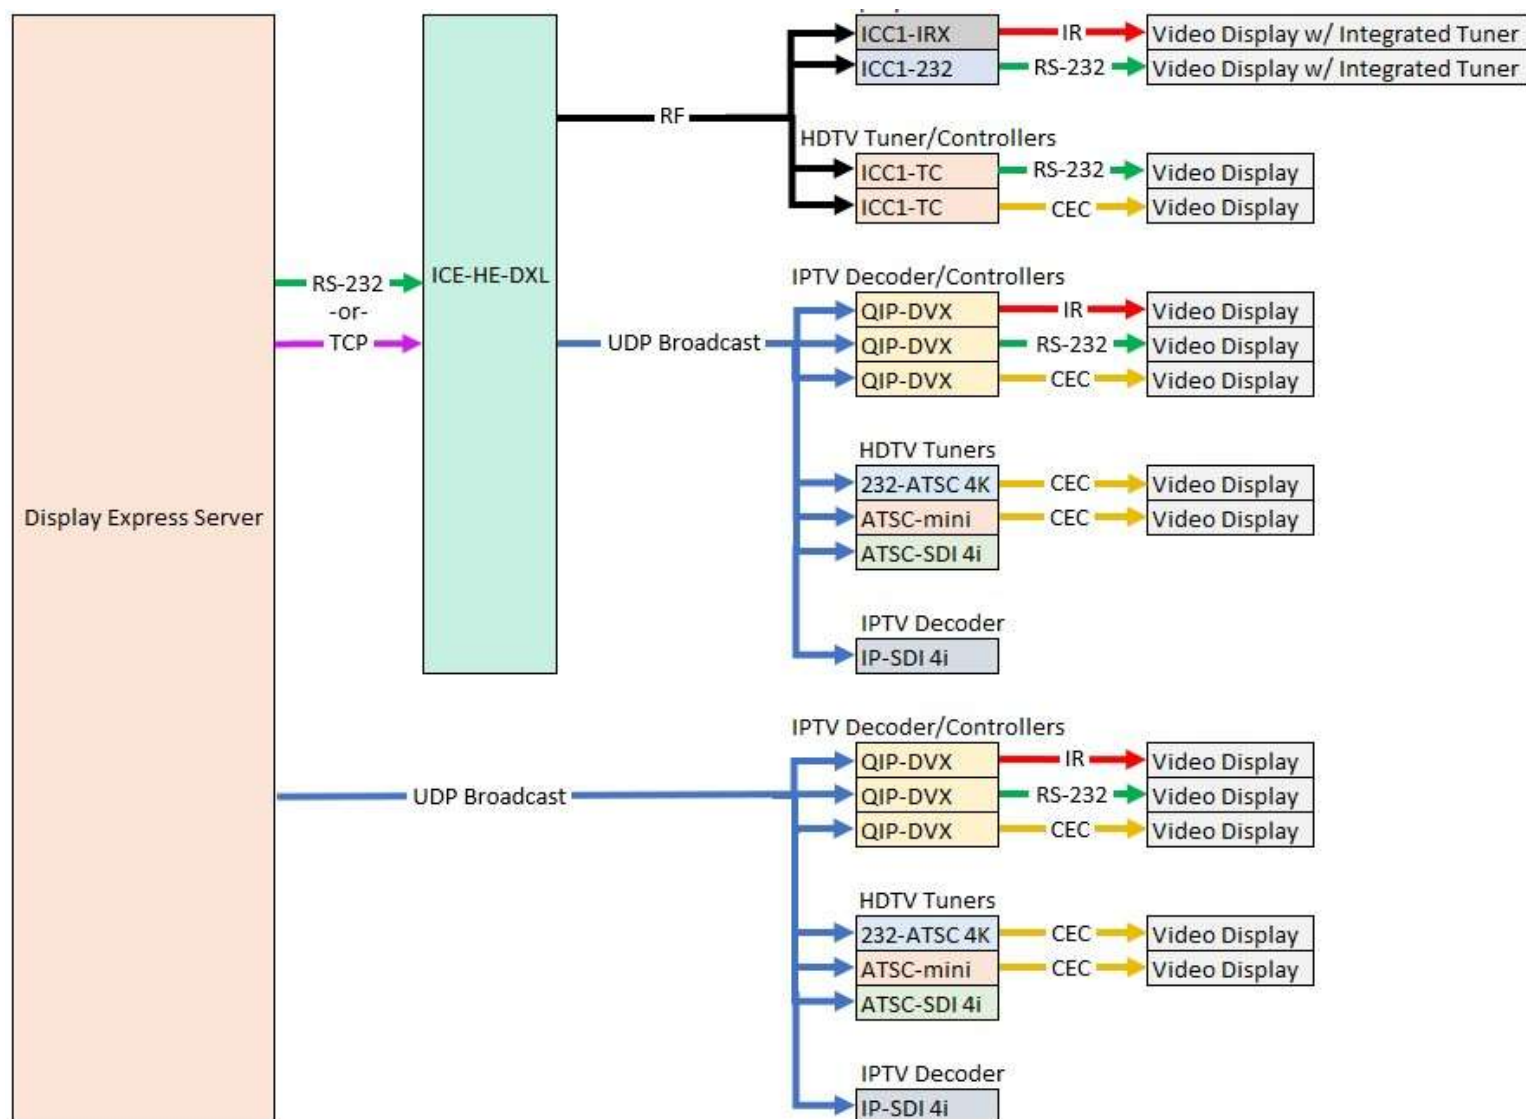 ICC1-IRX IR Video Display w/ Integrated Tuner
ICC1-232 RS-232 Video Display w/ Integrated Tuner
RF
HDTV Tuner/Controllers
ICC1-TC RS-232 Video Display
ICC1-TC CEC Video Display
Display Express Server
RS-232
-or-
TCP
ICE-HE-DXL
UDP Broadcast
IPTV Decoder/Controllers
QIP-DVX IR Video Display
QIP-DVX RS-232 Video Display
QIP-DVX CEC Video Display
HDTV Tuners
232-ATSC 4K CEC Video Display
ATSC-mini CEC Video Display
ATSC-SDI 4i
IPTV Decoder
IP-SDI 4i
UDP Broadcast
IPTV Decoder/Controllers
QIP-DVX IR Video Display
QIP-DVX RS-232 Video Display
QIP-DVX CEC Video Display
HDTV Tuners
232-ATSC 4K CEC Video Display
ATSC-mini CEC Video Display
ATSC-SDI 4i
IPTV Decoder
IP-SDI 4i